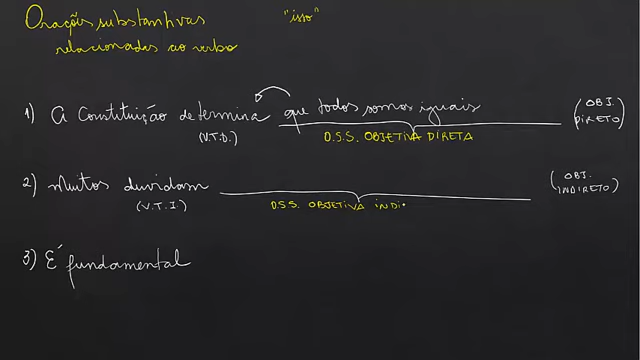 Orações substantivas "isso"
relacionadas ao verbo
1) A Constituição determina que todos somos iguais (OBJ. DIRETO)
(V.T.D.) O.S.S. OBJETIVA DIRETA
2) Muitos duvidam (OBJ. INDIRETO)
(V.T.I.) O.S.S. OBJETIVA INDI
3) É fundamental